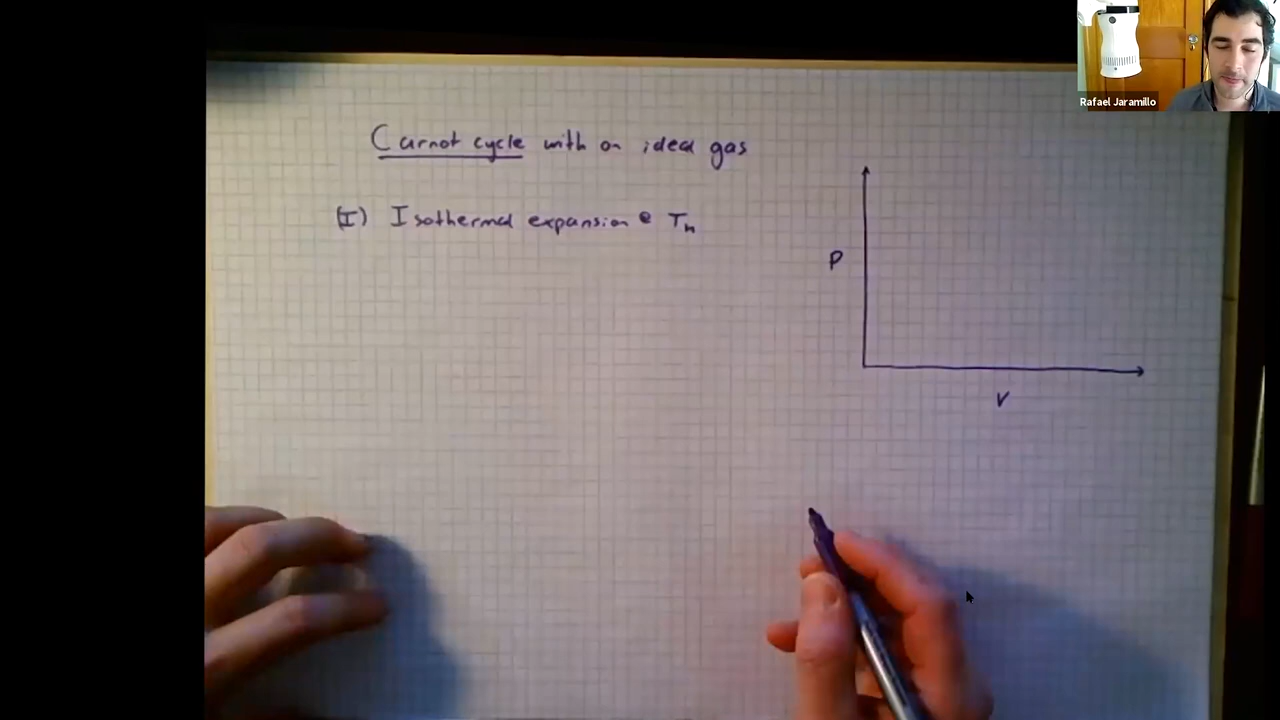 Rafael Jaramillo
Carnot cycle with an ideal gas
(I) Isothermal expansion @ Th
P
V